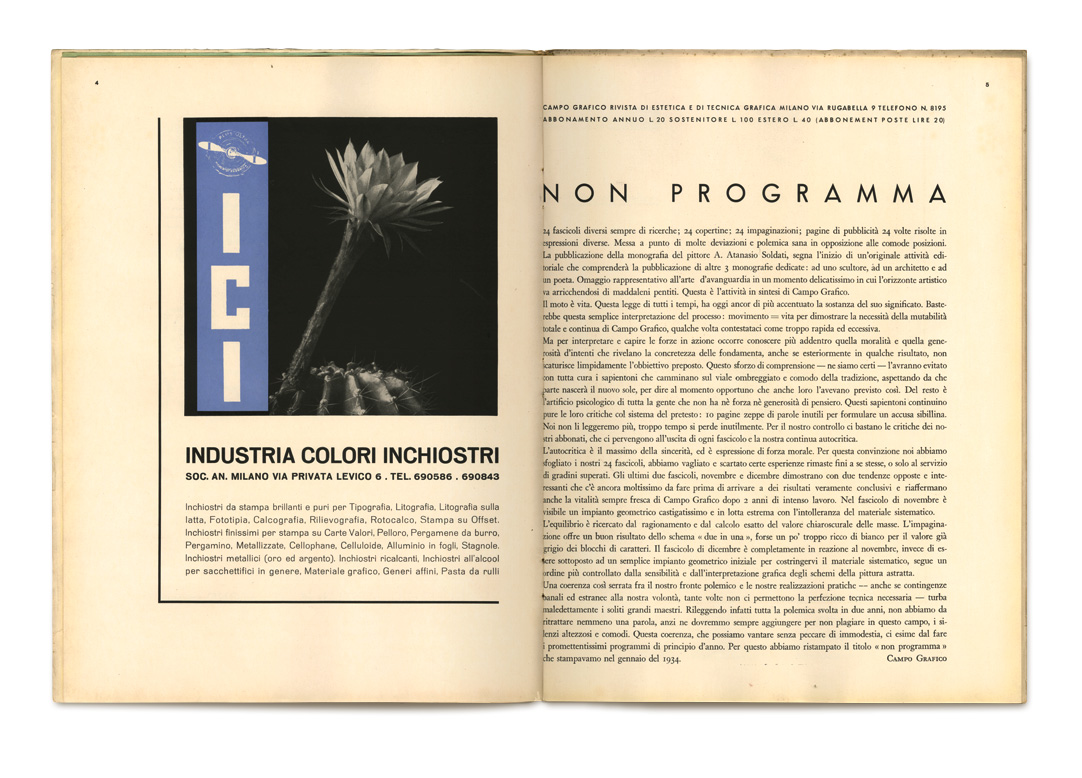 4
ICI
INDUSTRIA COLORI INCHIOSTRI
SOC. AN. MILANO VIA PRIVATA LEVICO 6 . TEL. 690586 . 690843
Inchiostri da stampa brillanti e puri per Tipografia, Litografia, Litografia sulla
latta, Fototipia, Calcografia, Rilievografia, Rotocalco, Stampa su Offset.
Inchiostri finissimi per stampa su Carte Valori, Pelloro, Pergamene da burro,
Pergamino, Metallizzate, Cellophane, Celluloide, Alluminio in fogli, Stagnole.
Inchiostri metallici (oro ed argento). Inchiostri ricalcanti, Inchiostri all'alcool
per sacchettifici in genere, Materiale grafico, Generi affini, Pasta da rulli
5
CAMPO GRAFICO RIVISTA DI ESTETICA E DI TECNICA GRAFICA MILANO VIA RUGABELLA 9 TELEFONO N. 8195
ABBONAMENTO ANNUO L. 20 SOSTENITORE L. 100 ESTERO L. 40 (ABBONEMENT POSTE LIRE 20)
NON PROGRAMMA
24 fascicoli diversi sempre di ricerche; 24 copertine; 24 impaginazioni; pagine di pubblicità 24 volte risolte in
espressioni diverse. Messa a punto di molte deviazioni e polemica sana in opposizione alle comode posizioni.
La pubblicazione della monografia del pittore A. Atanasio Soldati, segna l'inizio di un'originale attività edi-
toriale che comprenderà la pubblicazione di altre 3 monografie dedicate: ad uno scultore, ad un architetto e ad
un poeta. Omaggio rappresentativo all'arte d'avanguardia in un momento delicatissimo in cui l'orizzonte artistico
va arricchendosi di maddaleni pentiti. Questa è l'attività in sintesi di Campo Grafico.
Il moto è vita. Questa legge di tutti i tempi, ha oggi ancor di più accentuato la sostanza del suo significato. Baste-
rebbe questa semplice interpretazione del processo: movimento = vita per dimostrare la necessità della mutabilità
totale e continua di Campo Grafico, qualche volta contestataci come troppo rapida ed eccessiva.
Ma per interpretare e capire le forze in azione occorre conoscere più addentro quella moralità e quella gene-
rosità d'intenti che rivelano la concretezza delle fondamenta, anche se esteriormente in qualche risultato, non
scaturisce limpidamente l'obbiettivo preposto. Questo sforzo di comprensione — ne siamo certi — l'avranno evitato
con tutta cura i sapientoni che camminano sul viale ombreggiato e comodo della tradizione, aspettando da che
parte nascerà il nuovo sole, per dire al momento opportuno che anche loro l'avevano previsto così. Del resto è
l'artificio psicologico di tutta la gente che non ha nè forza nè generosità di pensiero. Questi sapientoni continuino
pure le loro critiche col sistema del pretesto: 10 pagine zeppe di parole inutili per formulare un accusa sibillina.
Noi non li leggeremo più, troppo tempo si perde inutilmente. Per il nostro controllo ci bastano le critiche dei no-
stri abbonati, che ci pervengono all'uscita di ogni fascicolo e la nostra continua autocritica.
L'autocritica è il massimo della sincerità, ed è espressione di forza morale. Per questa convinzione noi abbiamo
sfogliato i nostri 24 fascicoli, abbiamo vagliato e scartato certe esperienze rimaste fini a se stesse, o solo al servizio
di gradini superati. Gli ultimi due fascicoli, novembre e dicembre dimostrano con due tendenze opposte e inte-
ressanti che c'è ancora moltissimo da fare prima di arrivare a dei risultati veramente conclusivi e riaffermano
anche la vitalità sempre fresca di Campo Grafico dopo 2 anni di intenso lavoro. Nel fascicolo di novembre è
visibile un impianto geometrico castigatissimo e in lotta estrema con l'intolleranza del materiale sistematico.
L'equilibrio è ricercato dal ragionamento e dal calcolo esatto del valore chiaroscurale delle masse. L'impagina-
zione offre un buon risultato dello schema « due in una », forse un po' troppo ricco di bianco per il valore già
grigio dei blocchi di caratteri. Il fascicolo di dicembre è completamente in reazione al novembre, invece di es-
sere sottoposto ad un semplice impianto geometrico iniziale per costringervi il materiale sistematico, segue un
ordine più controllato dalla sensibilità e dall'interpretazione grafica degli schemi della pittura astratta.
Una coerenza così serrata fra il nostro fronte polemico e le nostre realizzazioni pratiche — anche se contingenze
banali ed estranee alla nostra volontà, tante volte non ci permettono la perfezione tecnica necessaria — turba
maledettamente i soliti grandi maestri. Rileggendo infatti tutta la polemica svolta in due anni, non abbiamo da
ritrattare nemmeno una parola, anzi ne dovremmo sempre aggiungere per non plagiare in questo campo, i si-
lenzi altezzosi e comodi. Questa coerenza, che possiamo vantare senza peccare di immodestia, ci esime dal fare
i promettentissimi programmi di principio d'anno. Per questo abbiamo ristampato il titolo « non programma »
che stampavamo nel gennaio del 1934.
CAMPO GRAFICO